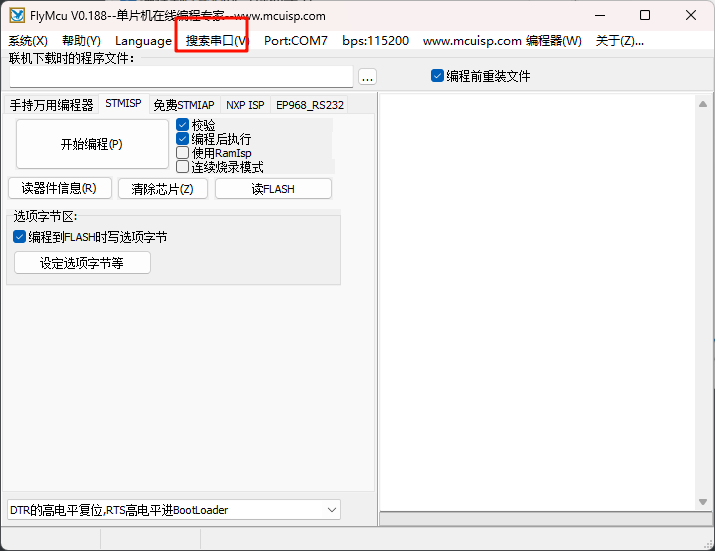 FlyMcu V0.188--单片机在线编程专家--www.mcuisp.com
系统(X) 帮助(Y) Language 搜索串口(V) Port:COM7 bps:115200 www.mcuisp.com 编程器(W) 关于(Z)...
联机下载时的程序文件:
... 编程前重装文件
手持万用编程器 STMISP 免费STMIAP NXP ISP EP968_RS232
开始编程(P)
校验
编程后执行
使用RamIsp
连续烧录模式
读器件信息(R) 清除芯片(Z) 读FLASH
选项字节区:
编程到FLASH时写选项字节
设定选项字节等
DTR的高电平复位,RTS高电平进BootLoader